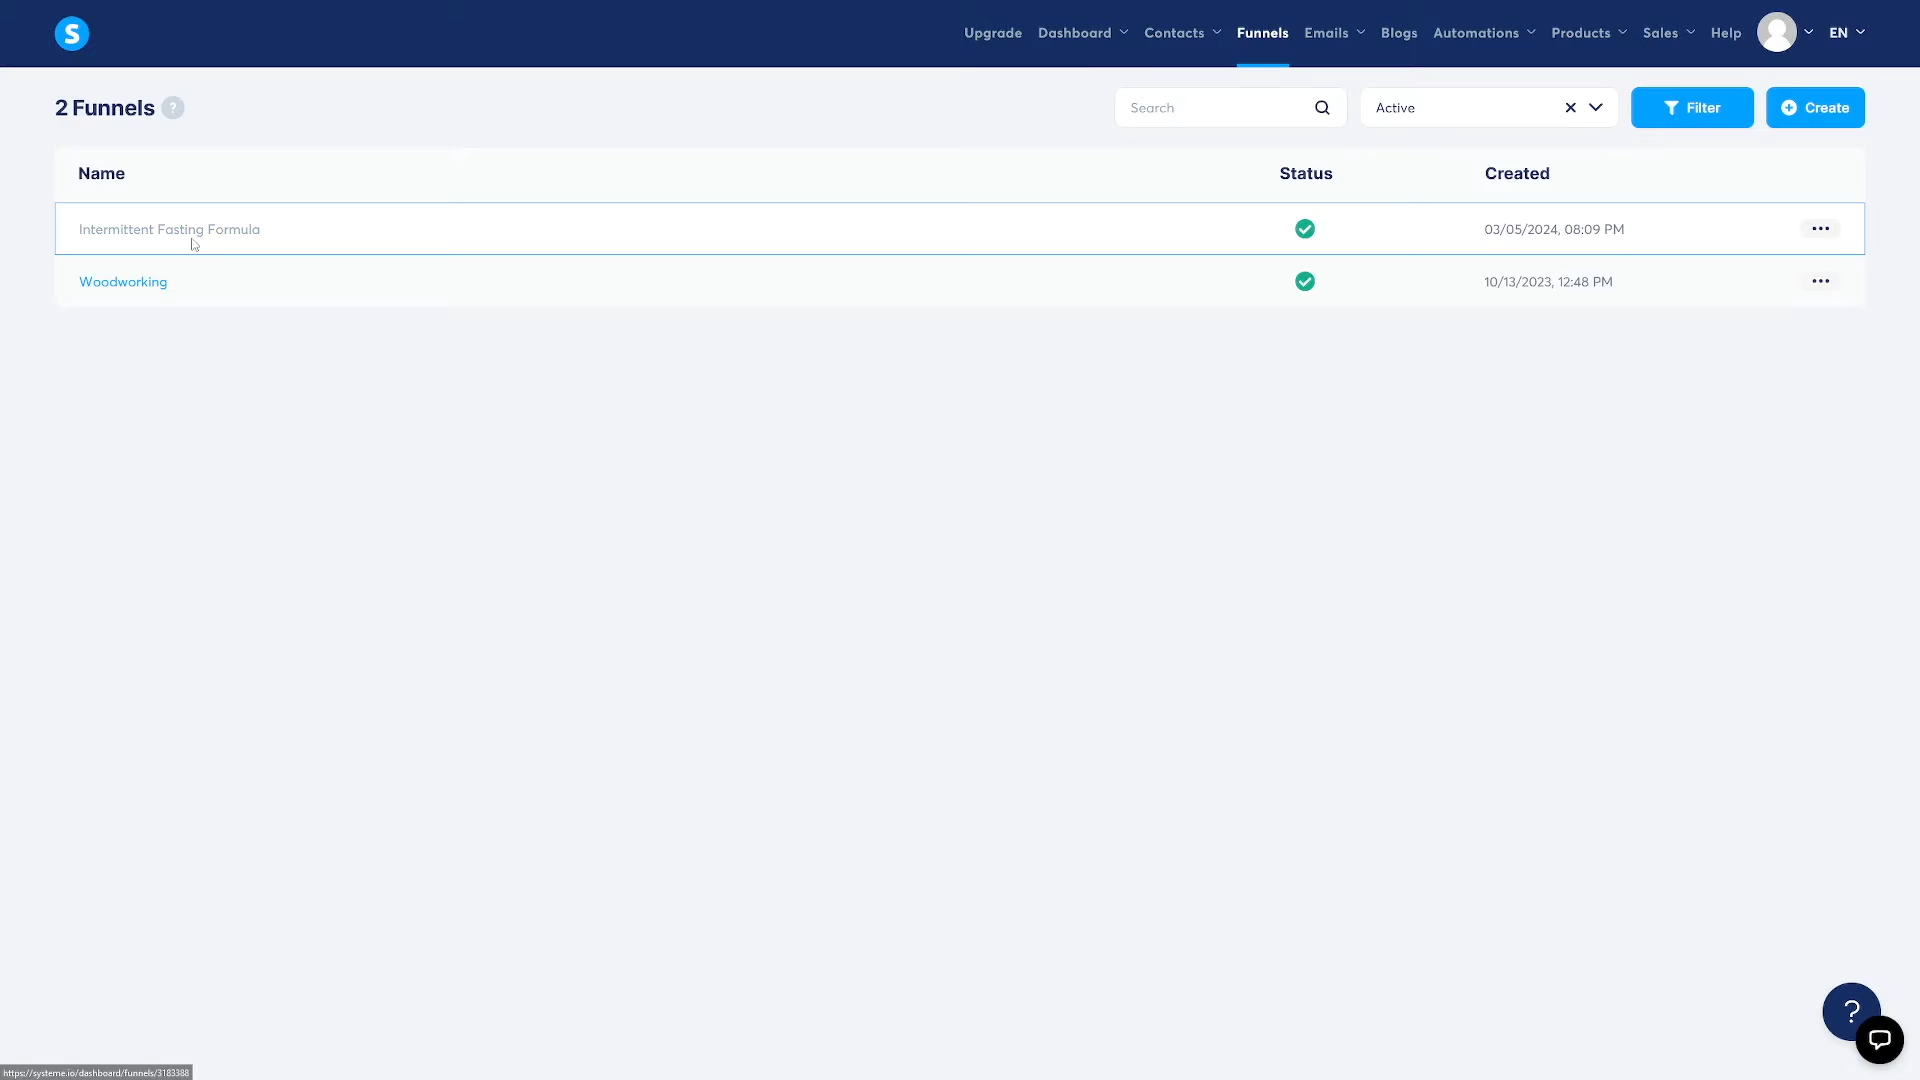 S Upgrade Dashboard Contacts Funnels Emails Blogs Automations Products Sales Help EN
2 Funnels ? Search Active Filter Create
Name Status Created
Intermittent Fasting Formula 03/05/2024, 08:09 PM
Woodworking 10/13/2023, 12:48 PM
?
https://systeme.io/dashboard/funnels/3183388